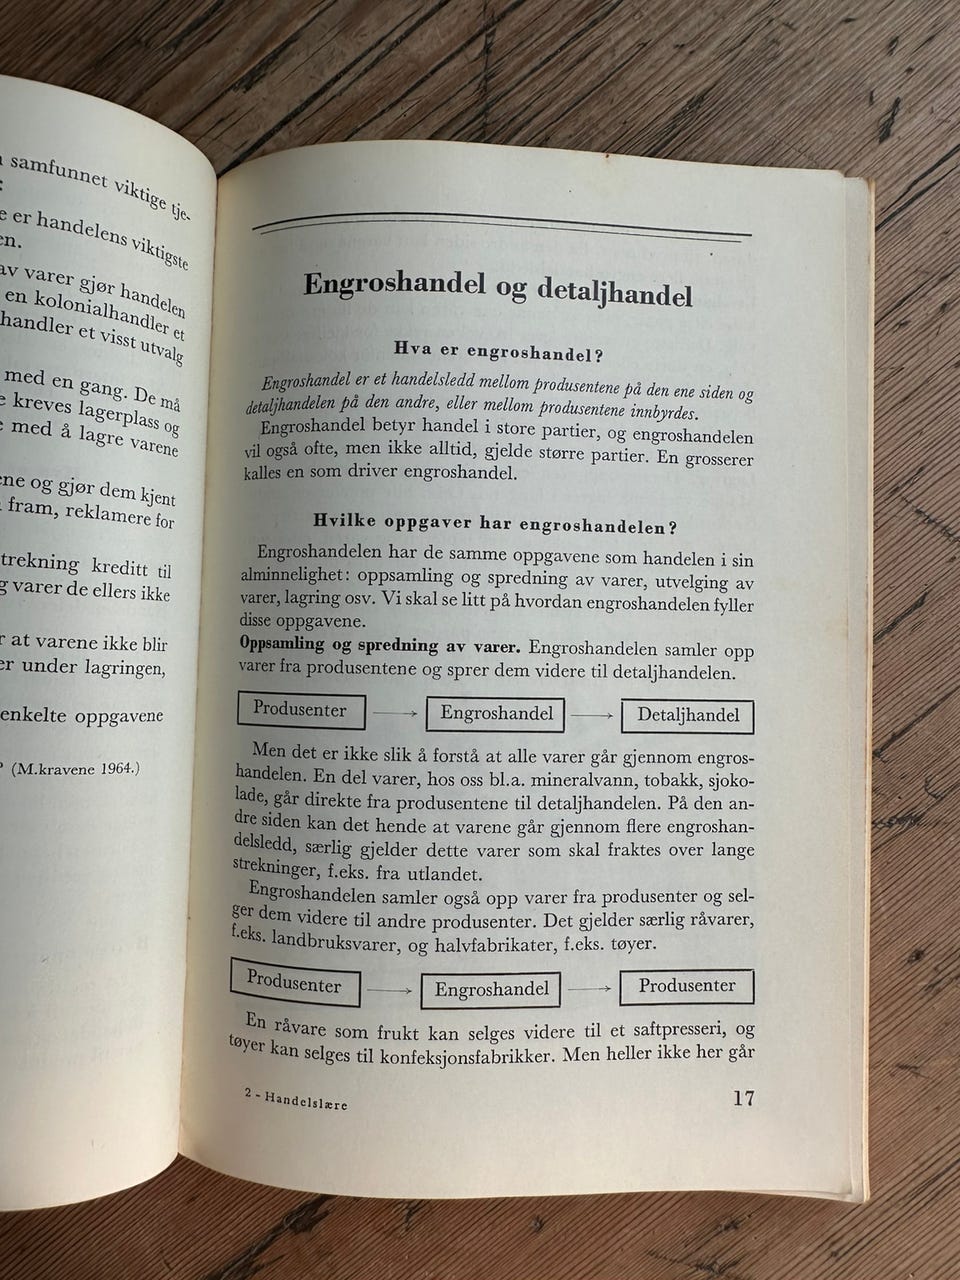 samfunnet viktige tje-
:
er handelens viktigste
en.
av varer gjør handelen
en kolonialhandler et
handler et visst utvalg
med en gang. De må
kreves lagerplass og
med å lagre varene
ne og gjør dem kjent
fram, reklamere for
trekning kreditt til
g varer de ellers ikke
r at varene ikke blir
er under lagringen,
enkelte oppgavene
? (M.kravene 1964.)
Engroshandel og detaljhandel
Hva er engroshandel?
Engroshandel er et handelsledd mellom produsentene på den ene siden og
detaljhandelen på den andre, eller mellom produsentene innbyrdes.
Engroshandel betyr handel i store partier, og engroshandelen
vil også ofte, men ikke alltid, gjelde større partier. En grosserer
kalles en som driver engroshandel.
Hvilke oppgaver har engroshandelen?
Engroshandelen har de samme oppgavene som handelen i sin
alminnelighet: oppsamling og spredning av varer, utvelging av
varer, lagring osv. Vi skal se litt på hvordan engroshandelen fyller
disse oppgavene.
Oppsamling og spredning av varer. Engroshandelen samler opp
varer fra produsentene og sprer dem videre til detaljhandelen.
Produsenter → Engroshandel → Detaljhandel
Men det er ikke slik å forstå at alle varer går gjennom engros-
handelen. En del varer, hos oss bl.a. mineralvann, tobakk, sjoko-
lade, går direkte fra produsentene til detaljhandelen. På den an-
dre siden kan det hende at varene går gjennom flere engroshan-
delsledd, særlig gjelder dette varer som skal fraktes over lange
strekninger, f.eks. fra utlandet.
Engroshandelen samler også opp varer fra produsenter og sel-
ger dem videre til andre produsenter. Det gjelder særlig råvarer,
f.eks. landbruksvarer, og halvfabrikater, f.eks. tøyer.
Produsenter → Engroshandel → Produsenter
En råvare som frukt kan selges videre til et saftpresseri, og
tøyer kan selges til konfeksjonsfabrikker. Men heller ikke her går
2 - Handelslære
17